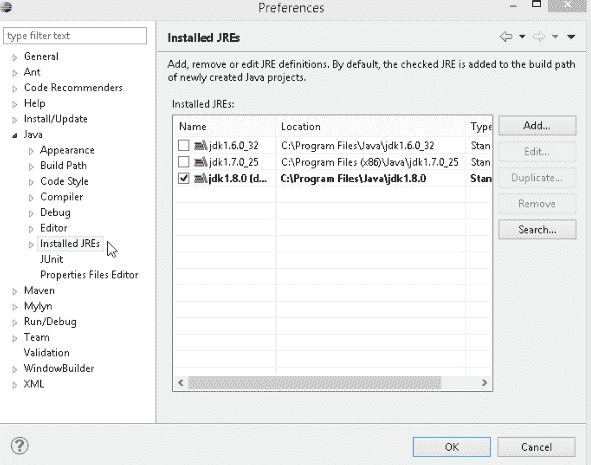 Preferences
type filter text
General
Ant
Code Recommenders
Help
Install/Update
Java
Appearance
Build Path
Code Style
Compiler
Debug
Editor
Installed JREs
JUnit
Properties Files Editor
Maven
Mylyn
Run/Debug
Team
Validation
WindowBuilder
XML
Installed JREs
Add, remove or edit JRE definitions. By default, the checked JRE is added to the build path
of newly created Java projects.
Installed JREs:
Name Location Type
jdk1.6.0_32 C:\Program Files\Java\jdk1.6.0_32 Stan
jdk1.7.0_25 C:\Program Files (x86)\Java\jdk1.7.0_25 Stan
jdk1.8.0 (d... C:\Program Files\Java\jdk1.8.0 Stan
Add...
Edit...
Duplicate...
Remove
Search...
?
OK Cancel